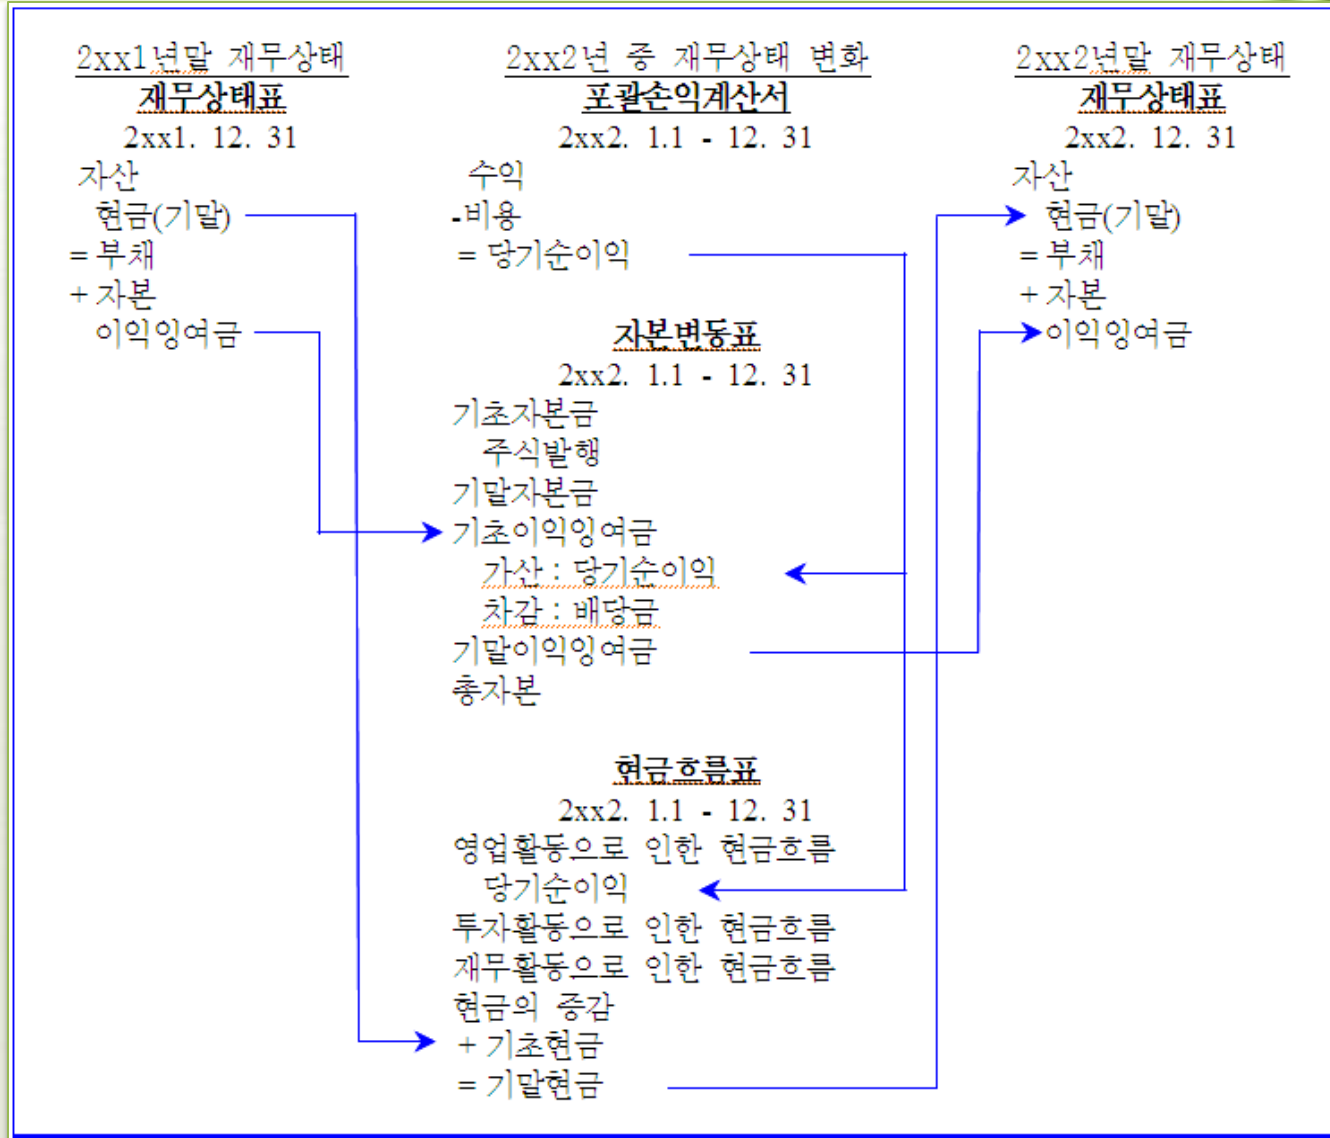 2xx1년말 재무상태
재무상태표
2xx1. 12. 31
자산
현금(기말)
= 부채
+ 자본
이익잉여금
2xx2년 중 재무상태 변화
포괄손익계산서
2xx2. 1.1 - 12. 31
수익
-비용
= 당기순이익
자본변동표
2xx2. 1.1 - 12. 31
기초자본금
주식발행
기말자본금
기초이익잉여금
가산 : 당기순이익
차감 : 배당금
기말이익잉여금
총자본
현금흐름표
2xx2. 1.1 - 12. 31
영업활동으로 인한 현금흐름
당기순이익
투자활동으로 인한 현금흐름
재무활동으로 인한 현금흐름
현금의 증감
+ 기초현금
= 기말현금
2xx2년말 재무상태
재무상태표
2xx2. 12. 31
자산
현금(기말)
= 부채
+ 자본
이익잉여금